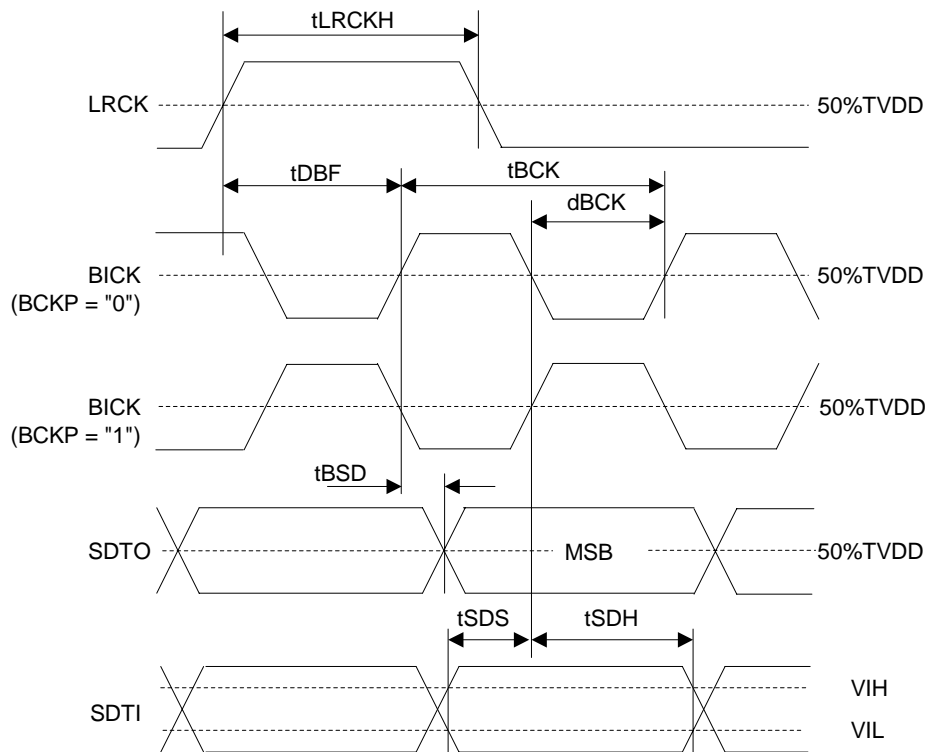 tLRCKH
LRCK
50%TVDD
tDBF
tBCK
dBCK
BICK
(BCKP = "0")
50%TVDD
BICK
(BCKP = "1")
50%TVDD
tBSD
SDTO
MSB
50%TVDD
tSDS
tSDH
SDTI
VIH
VIL